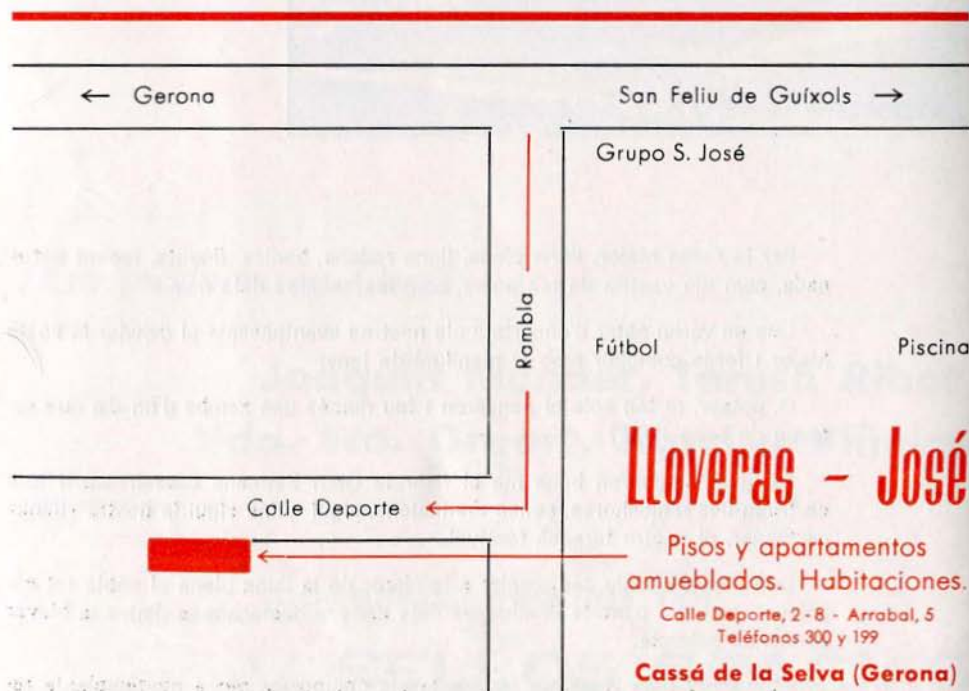 ← Gerona
San Feliu de Guíxols →
Grupo S. José
Rambla
Fútbol
Piscina
Calle Deporte
LLoveras - José
Pisos y apartamentos
amueblados. Habitaciones.
Calle Deporte, 2-8 - Arrabal, 5
Teléfonos 300 y 199
Cassá de la Selva (Gerona)